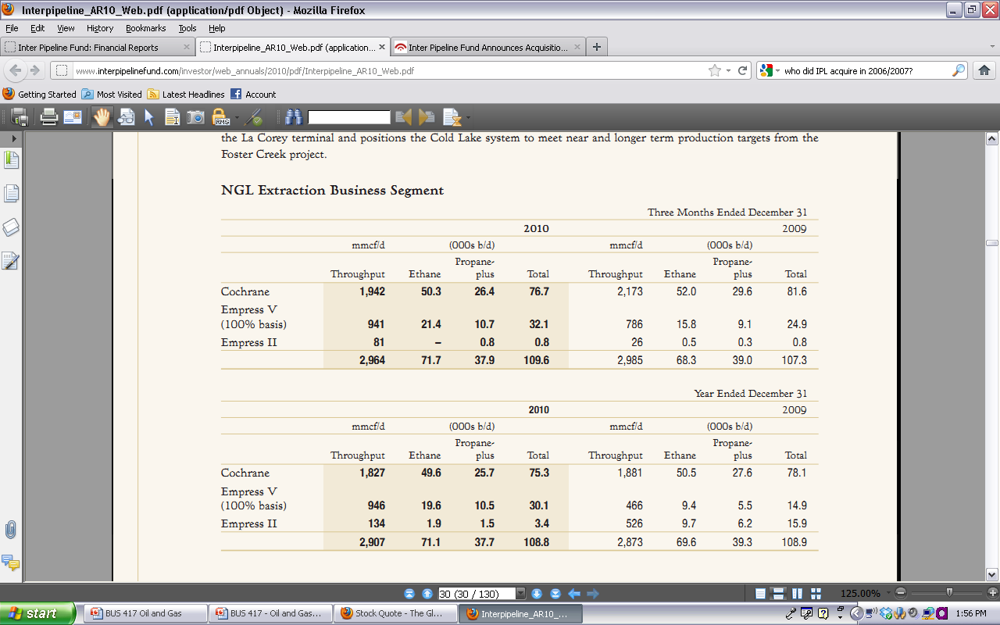 Interpipeline_AR10_Web.pdf (application/pdf Object) - Mozilla Firefox
File Edit View History Bookmarks Tools Help
Inter Pipeline Fund: Financial Reports
Interpipeline_AR10_Web.pdf (application...
Inter Pipeline Fund Announces Acquisitio...
www.interpipelinefund.com/investor/web_annuals/2010/pdf/Interpipeline_AR10_Web.pdf
who did IPL acquire in 2006/2007?
Getting Started Most Visited Latest Headlines Account
RMS
the La Corey terminal and positions the Cold Lake system to meet near and longer term production targets from the
Foster Creek project.
NGL Extraction Business Segment
Three Months Ended December 31
2010 2009
mmcf/d (000s b/d) mmcf/d (000s b/d)
Propane- Propane-
Throughput Ethane plus Total Throughput Ethane plus Total
Cochrane 1,942 50.3 26.4 76.7 2,173 52.0 29.6 81.6
Empress V
(100% basis) 941 21.4 10.7 32.1 786 15.8 9.1 24.9
Empress II 81 – 0.8 0.8 26 0.5 0.3 0.8
2,964 71.7 37.9 109.6 2,985 68.3 39.0 107.3
Year Ended December 31
2010 2009
mmcf/d (000s b/d) mmcf/d (000s b/d)
Propane- Propane-
Throughput Ethane plus Total Throughput Ethane plus Total
Cochrane 1,827 49.6 25.7 75.3 1,881 50.5 27.6 78.1
Empress V
(100% basis) 946 19.6 10.5 30.1 466 9.4 5.5 14.9
Empress II 134 1.9 1.5 3.4 526 9.7 6.2 15.9
2,907 71.1 37.7 108.8 2,873 69.6 39.3 108.9
30 (30 / 130) 125.00%
start BUS 417 Oil and Gas BUS 417 - Oil and Gas... Stock Quote - The Gl... Interpipeline_AR10_... 1:56 PM